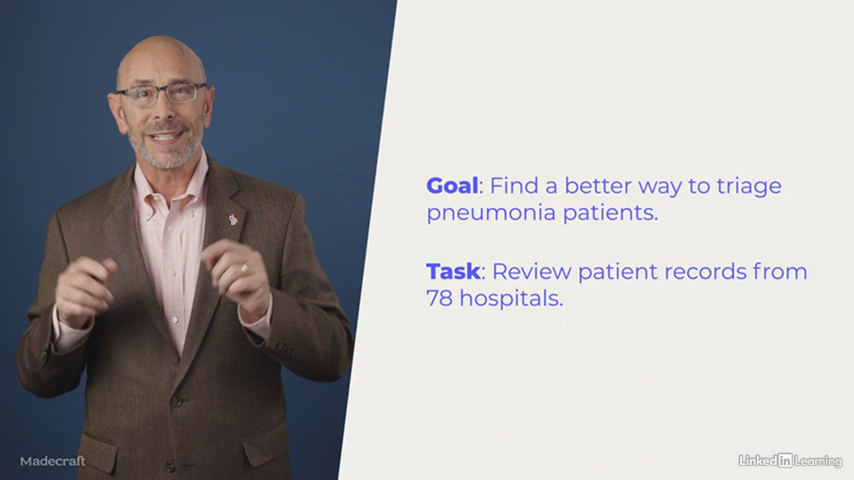 Goal: Find a better way to triage
pneumonia patients.
Task: Review patient records from
78 hospitals.
Madecraft
LinkedIn Learning